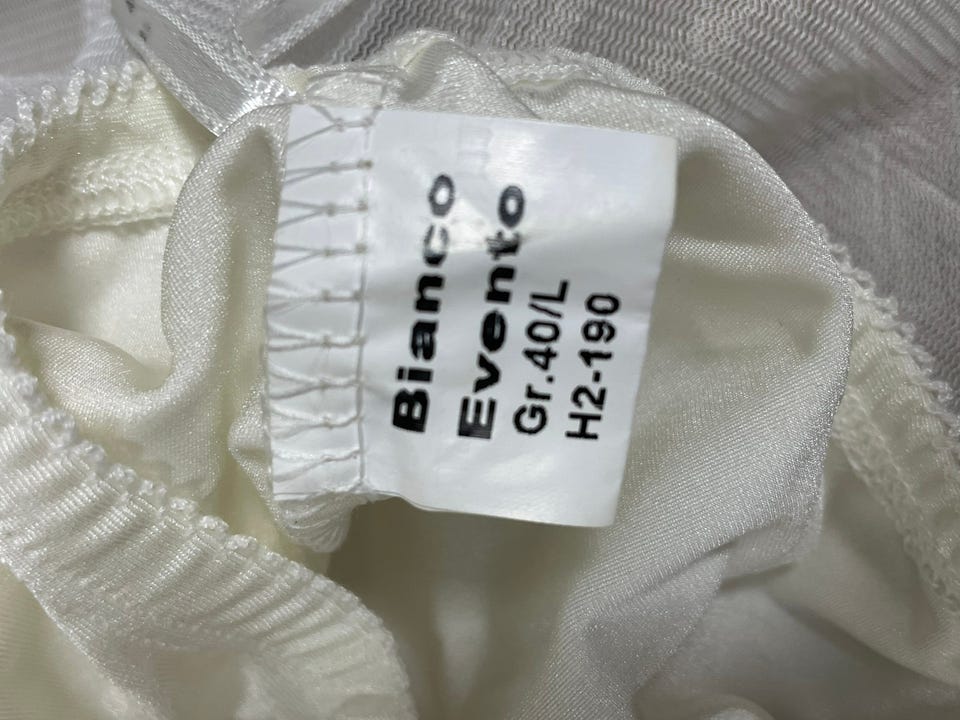 Bianco
Evento
Gr.40/L
H2-190